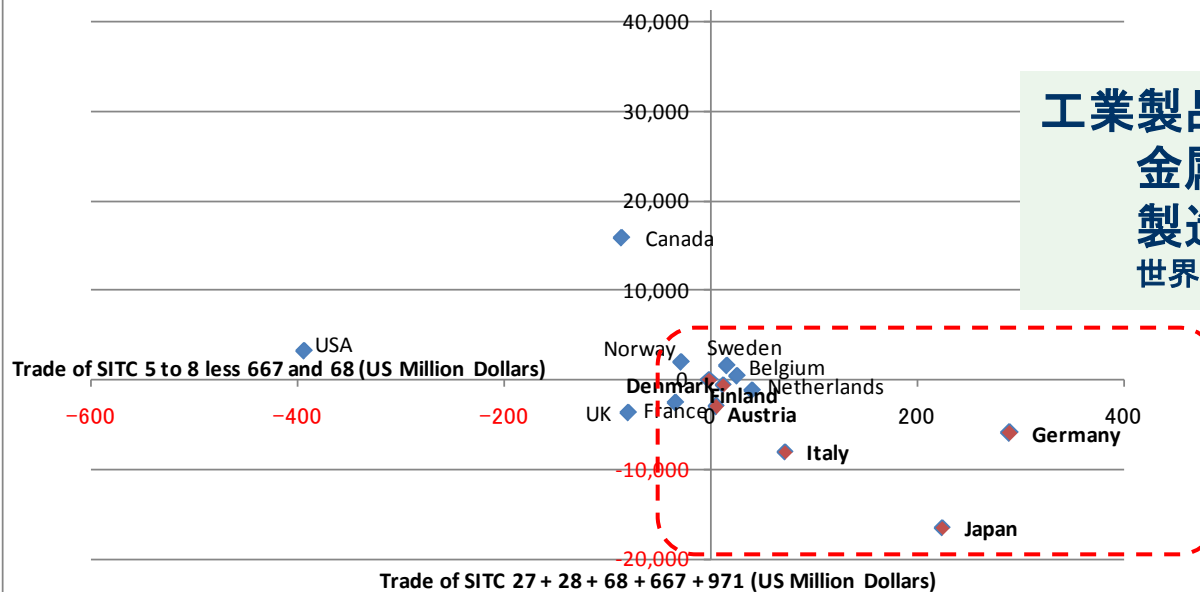 40,000
30,000
20,000
10,000
0
-10,000
-20,000
工業製品
金属
製造
世界
Canada
USA
Trade of SITC 5 to 8 less 667 and 68 (US Million Dollars)
Norway
Sweden
Belgium
Netherlands
Denmark
Finland
UK
France
Austria
Germany
Italy
Japan
-600
-400
-200
0
200
400
Trade of SITC 27 + 28 + 68 + 667 + 971 (US Million Dollars)